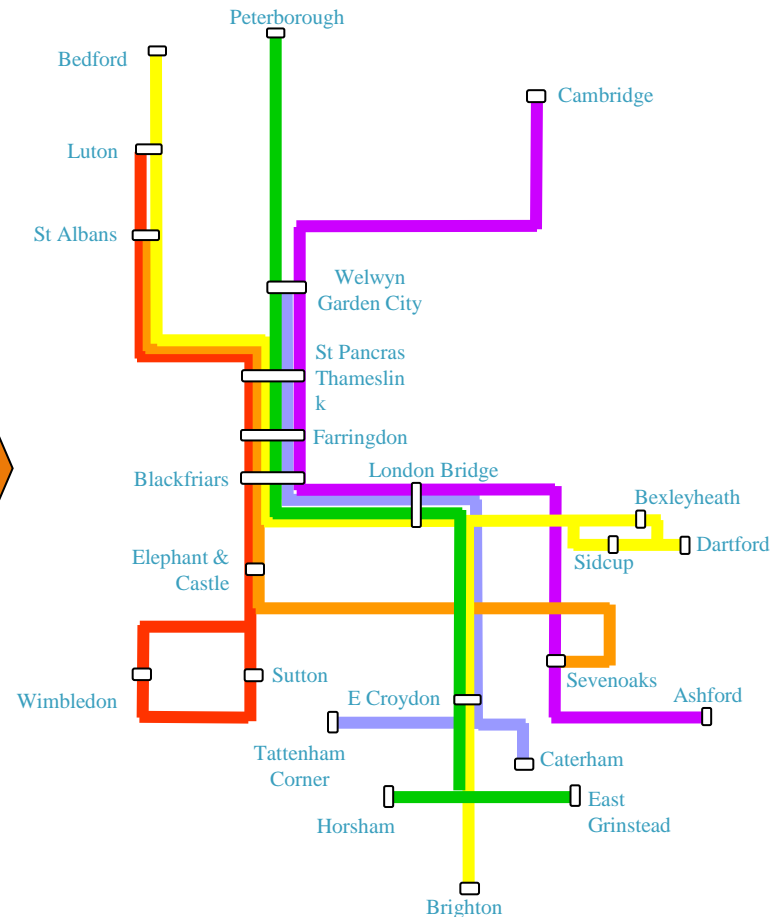 Peterborough
Bedford
Cambridge
Luton
St Albans
Welwyn
Garden City
St Pancras
Thameslin
k
Farringdon
London Bridge
Blackfriars
Bexleyheath
Dartford
Sidcup
Elephant &
Castle
Sutton
Wimbledon
Sevenoaks
E Croydon
Ashford
Tattenham
Corner
Caterham
Horsham
East
Grinstead
Brighton